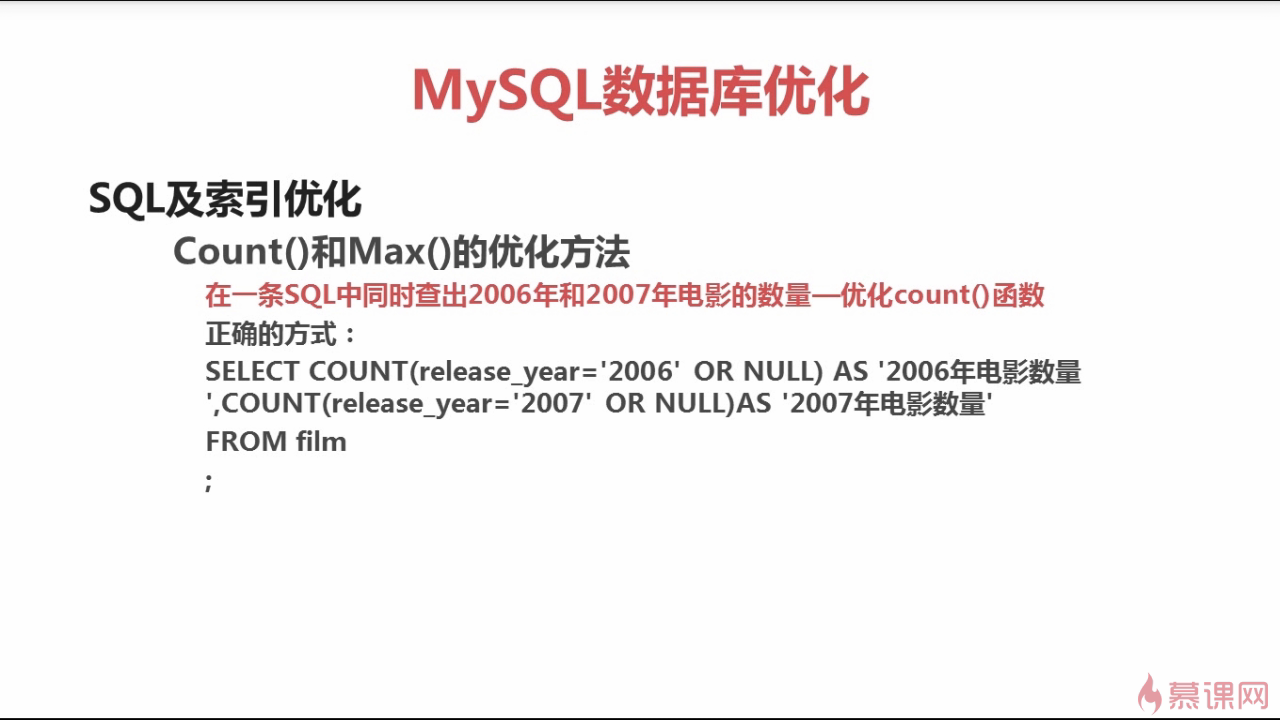 MySQL数据库优化
SQL及索引优化
Count()和Max()的优化方法
在一条SQL中同时查出2006年和2007年电影的数量—优化count()函数
正确的方式：
SELECT COUNT(release_year='2006' OR NULL) AS '2006年电影数量
',COUNT(release_year='2007' OR NULL)AS '2007年电影数量'
FROM film
;
慕课网